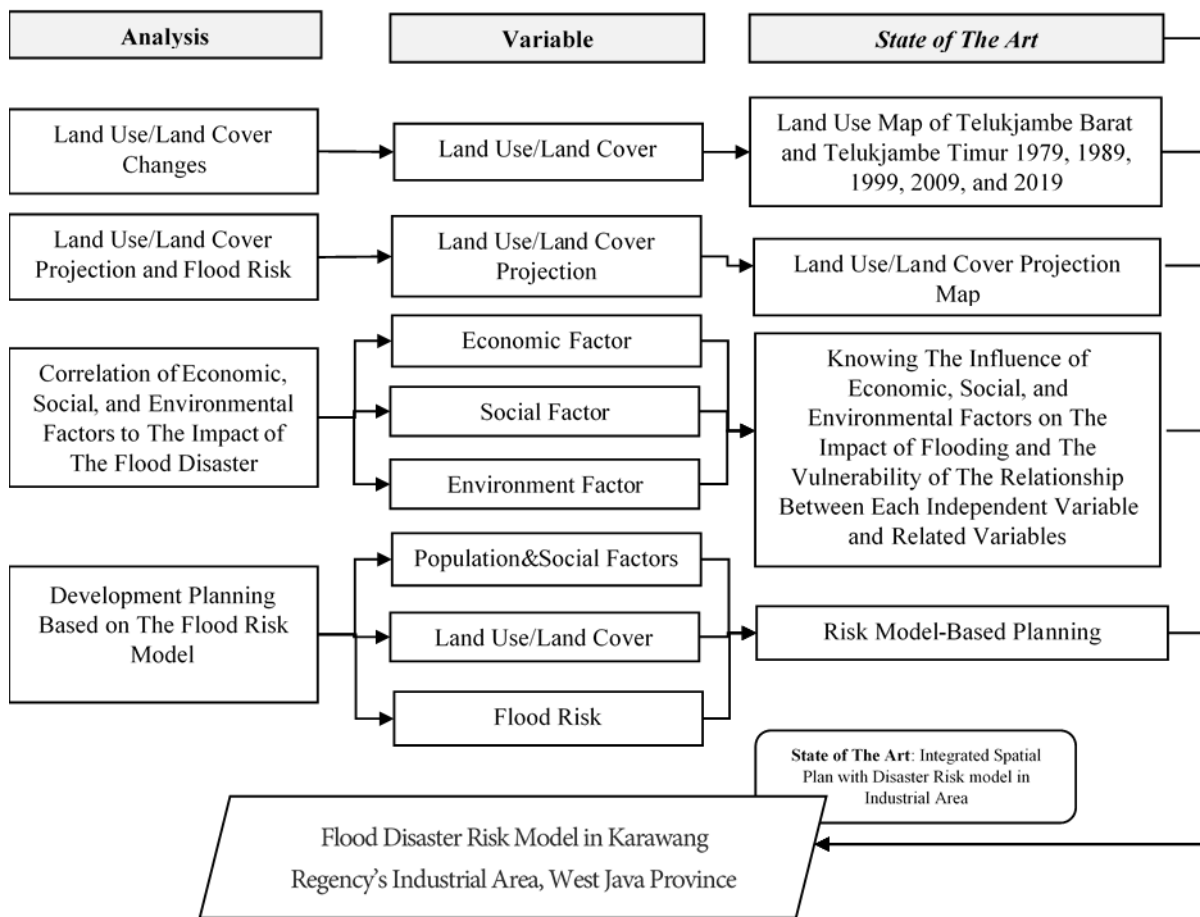 Analysis
Variable
State of The Art
Land Use/Land Cover
Changes
Land Use/Land Cover
Land Use Map of Telukjambe Barat
and Telukjambe Timur 1979, 1989,
1999, 2009, and 2019
Land Use/Land Cover
Projection and Flood Risk
Land Use/Land Cover
Projection
Land Use/Land Cover Projection
Map
Correlation of Economic,
Social, and Environmental
Factors to The Impact of
The Flood Disaster
Economic Factor
Social Factor
Environment Factor
Knowing The Influence of
Economic, Social, and
Environmental Factors on The
Impact of Flooding and The
Vulnerability of The Relationship
Between Each Independent Variable
and Related Variables
Development Planning
Based on The Flood Risk
Model
Population&Social Factors
Land Use/Land Cover
Flood Risk
Risk Model-Based Planning
State of The Art: Integrated Spatial
Plan with Disaster Risk model in
Industrial Area
Flood Disaster Risk Model in Karawang
Regency's Industrial Area, West Java Province